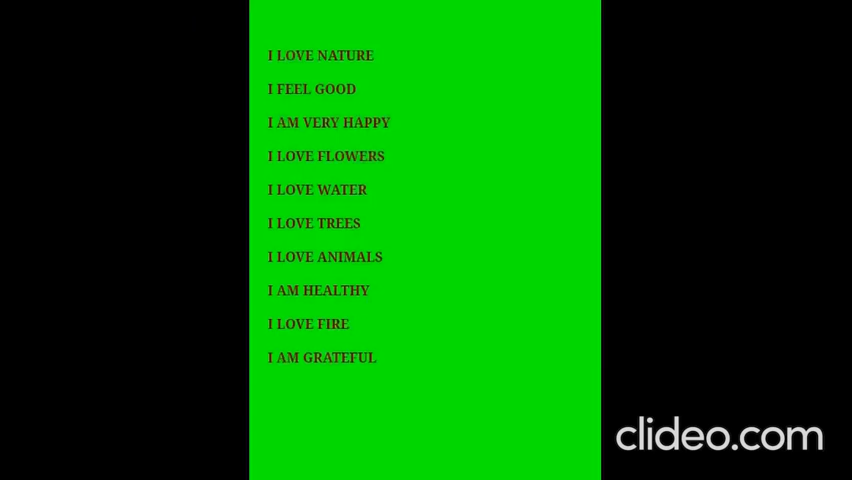 I LOVE NATURE
I FEEL GOOD
I AM VERY HAPPY
I LOVE FLOWERS
I LOVE WATER
I LOVE TREES
I LOVE ANIMALS
I AM HEALTHY
I LOVE FIRE
I AM GRATEFUL
clideo.com